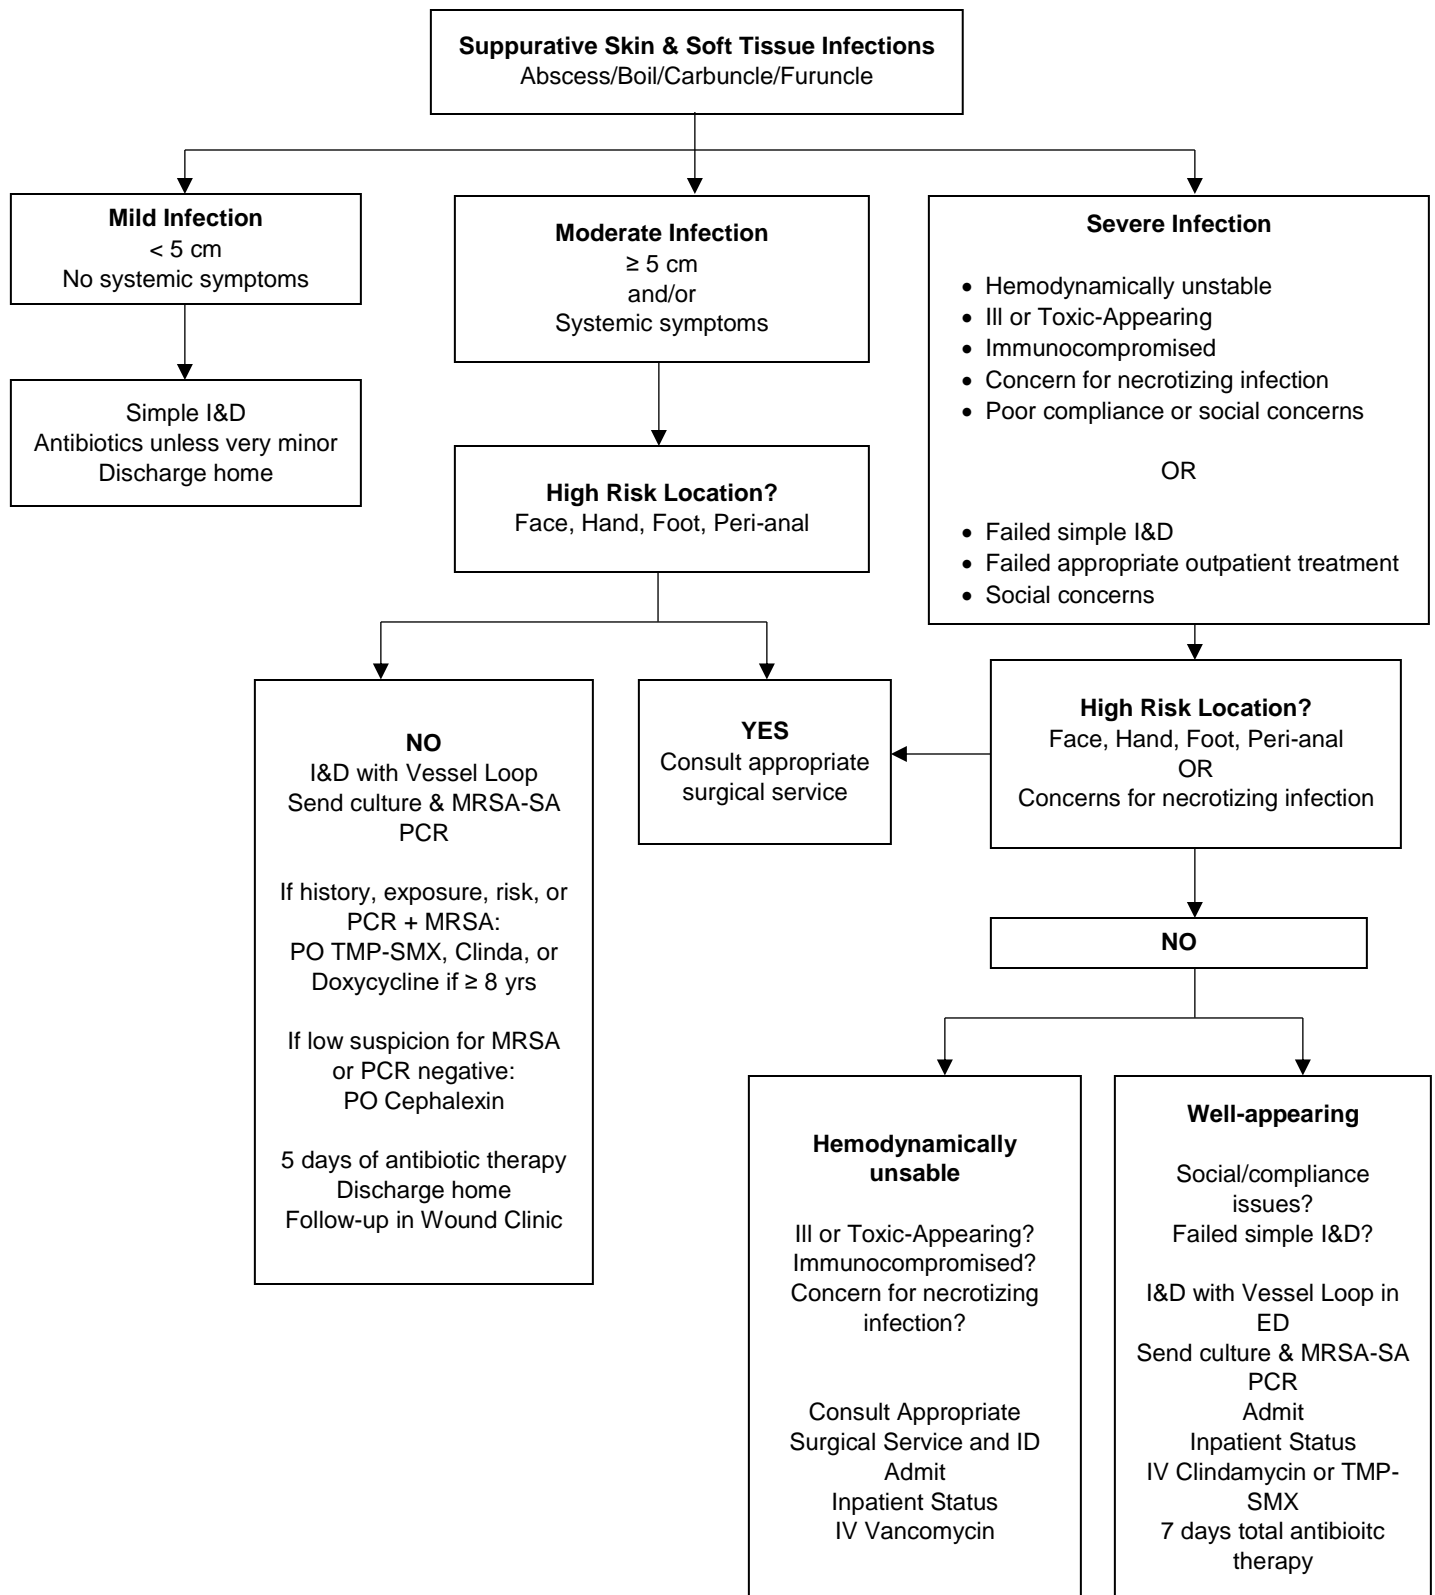 Suppurative Skin & Soft Tissue Infections
Abscess/Boil/Carbuncle/Furuncle
Mild Infection
< 5 cm
No systemic symptoms
Simple I&D
Antibiotics unless very minor
Discharge home
Moderate Infection
≥ 5 cm
and/or
Systemic symptoms
High Risk Location?
Face, Hand, Foot, Peri-anal
NO
I&D with Vessel Loop
Send culture & MRSA-SA
PCR
If history, exposure, risk, or
PCR + MRSA:
PO TMP-SMX, Clinda, or
Doxycycline if ≥ 8 yrs
If low suspicion for MRSA
or PCR negative:
PO Cephalexin
5 days of antibiotic therapy
Discharge home
Follow-up in Wound Clinic
YES
Consult appropriate
surgical service
Severe Infection
• Hemodynamically unstable
• Ill or Toxic-Appearing
• Immunocompromised
• Concern for necrotizing infection
• Poor compliance or social concerns
OR
• Failed simple I&D
• Failed appropriate outpatient treatment
• Social concerns
High Risk Location?
Face, Hand, Foot, Peri-anal
OR
Concerns for necrotizing infection
NO
Hemodynamically
unsable
Ill or Toxic-Appearing?
Immunocompromised?
Concern for necrotizing
infection?
Consult Appropriate
Surgical Service and ID
Admit
Inpatient Status
IV Vancomycin
Well-appearing
Social/compliance
issues?
Failed simple I&D?
I&D with Vessel Loop in
ED
Send culture & MRSA-SA
PCR
Admit
Inpatient Status
IV Clindamycin or TMP-
SMX
7 days total antibioitc
therapy